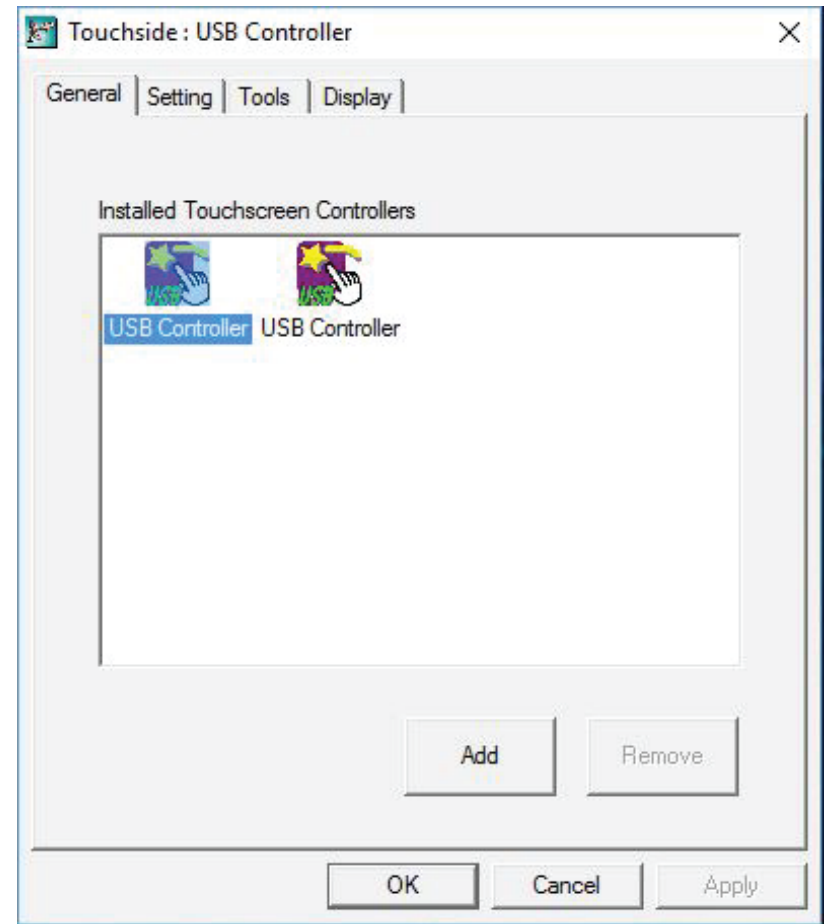 Touchside : USB Controller
General Setting Tools Display
Installed Touchscreen Controllers
USB USB
USB Controller USB Controller
Add Remove
OK Cancel Apply